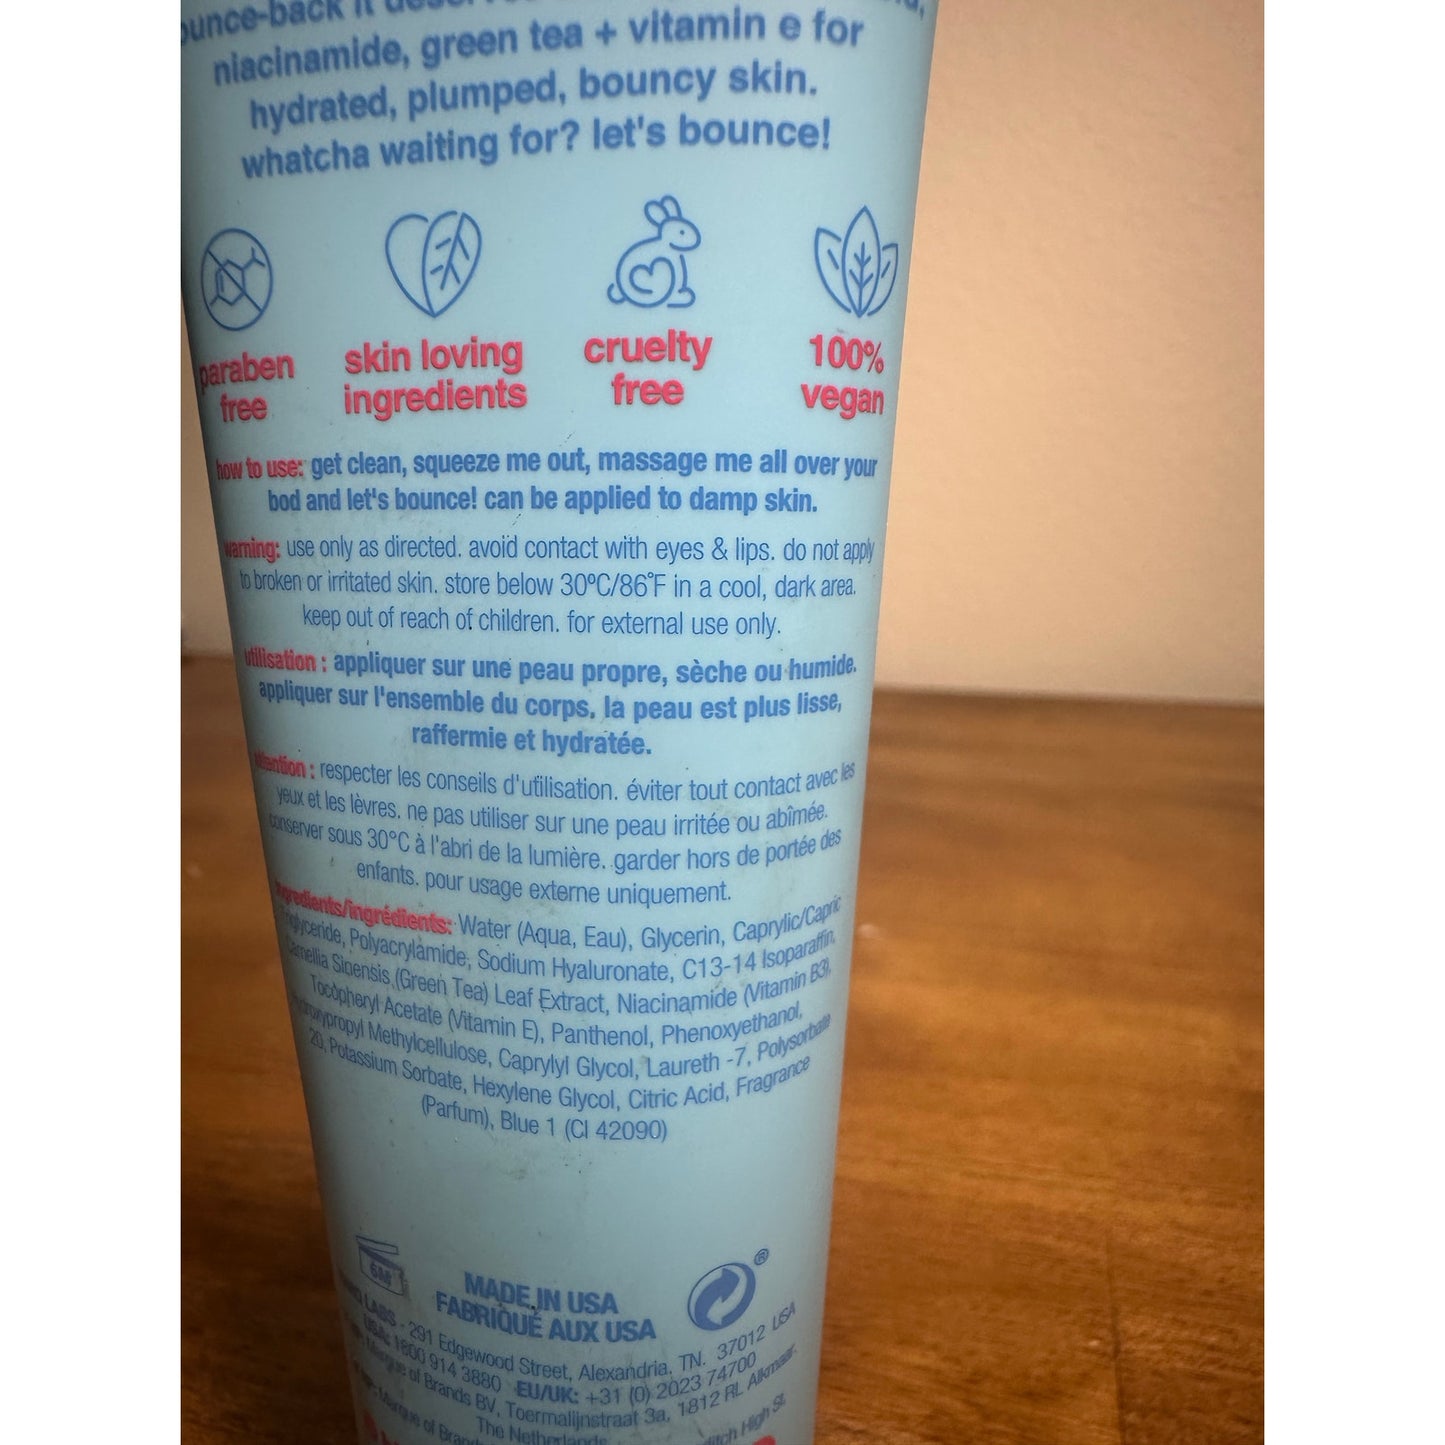 niacinamide, green tea + vitamin e for
hydrated, plumped, bouncy skin.
whatcha waiting for? let's bounce!
paraben
free
skin loving
ingredients
cruelty
free
100%
vegan
how to use: get clean, squeeze me out, massage me all over your
bod and let's bounce! can be applied to damp skin.
warning: use only as directed. avoid contact with eyes & lips. do not apply
to broken or irritated skin. store below 30ºC/86°F in a cool, dark area.
keep out of reach of children. for external use only.
utilisation : appliquer sur une peau propre, sèche ou humide.
appliquer sur l'ensemble du corps. la peau est plus lisse,
raffermie et hydratée.
attention : respecter les conseils d'utilisation. éviter tout contact avec les
yeux et les lèvres. ne pas utiliser sur une peau irritée ou abîmée.
conserver sous 30°C à l'abri de la lumière. garder hors de portée des
enfants. pour usage externe uniquement.
ingredients/ingrédients: Water (Aqua, Eau), Glycerin, Caprylic/Capric
Triglyceride, Polyacrylamide, Sodium Hyaluronate, C13-14 Isoparaffin,
Camellia Sinensis (Green Tea) Leaf Extract, Niacinamide (Vitamin B3),
Tocopheryl Acetate (Vitamin E), Panthenol, Phenoxyethanol,
Hydroxypropyl Methylcellulose, Caprylyl Glycol, Laureth -7, Polysorbate
20, Potassium Sorbate, Hexylene Glycol, Citric Acid, Fragrance
(Parfum), Blue 1 (CI 42090)
6M
MADE IN USA
FABRIQUÉ AUX USA
®
LABS - 291 Edgewood Street, Alexandria, TN. 37012 USA
USA: 1800 914 3880 EU/UK: +31 (0) 2023 74700
Marque of Brands BV, Toermalijnstraat 3a, 1812 RL Alkmaar,
The Netherlands
Marque of Brands High St.